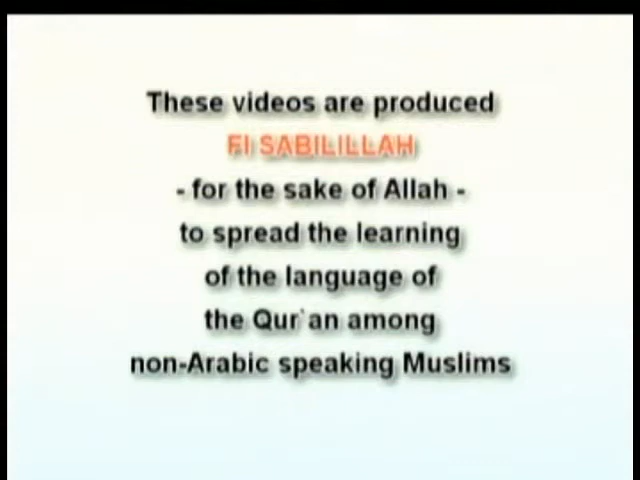 These videos are produced
FI SABILILLAH
- for the sake of Allah -
to spread the learning
of the language of
the Qur`an among
non-Arabic speaking Muslims